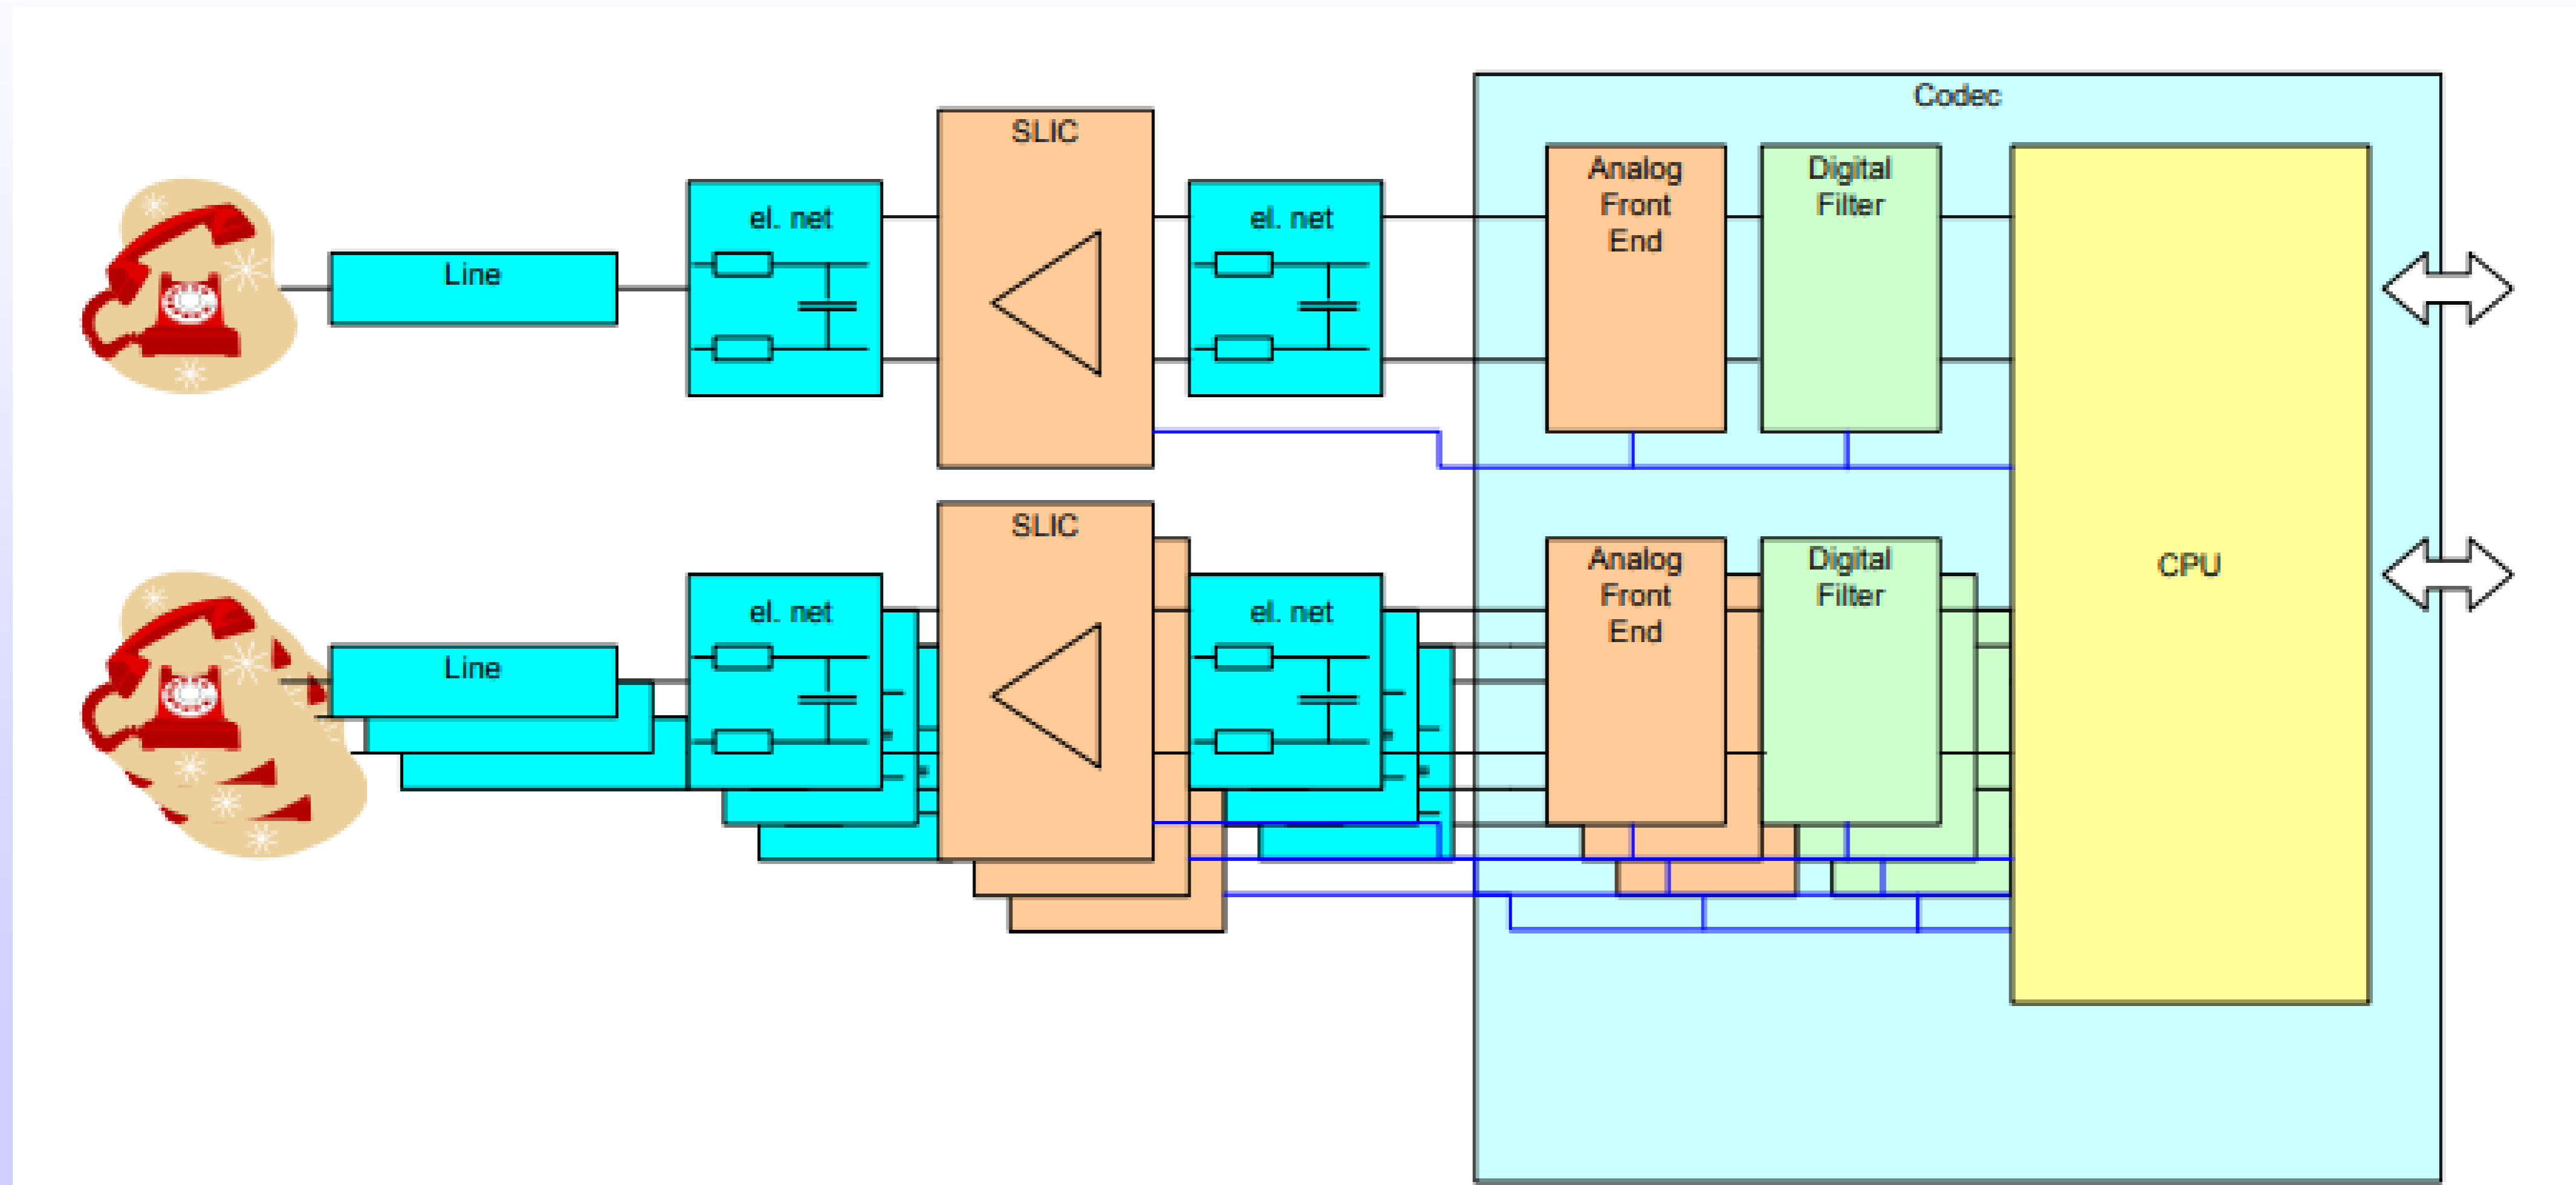 Codec
SLIC
Analog
Front
End
Digital
Filter
el. net
el. net
Line
CPU
SLIC
Analog
Front
End
Digital
Filter
el. net
el. net
Line